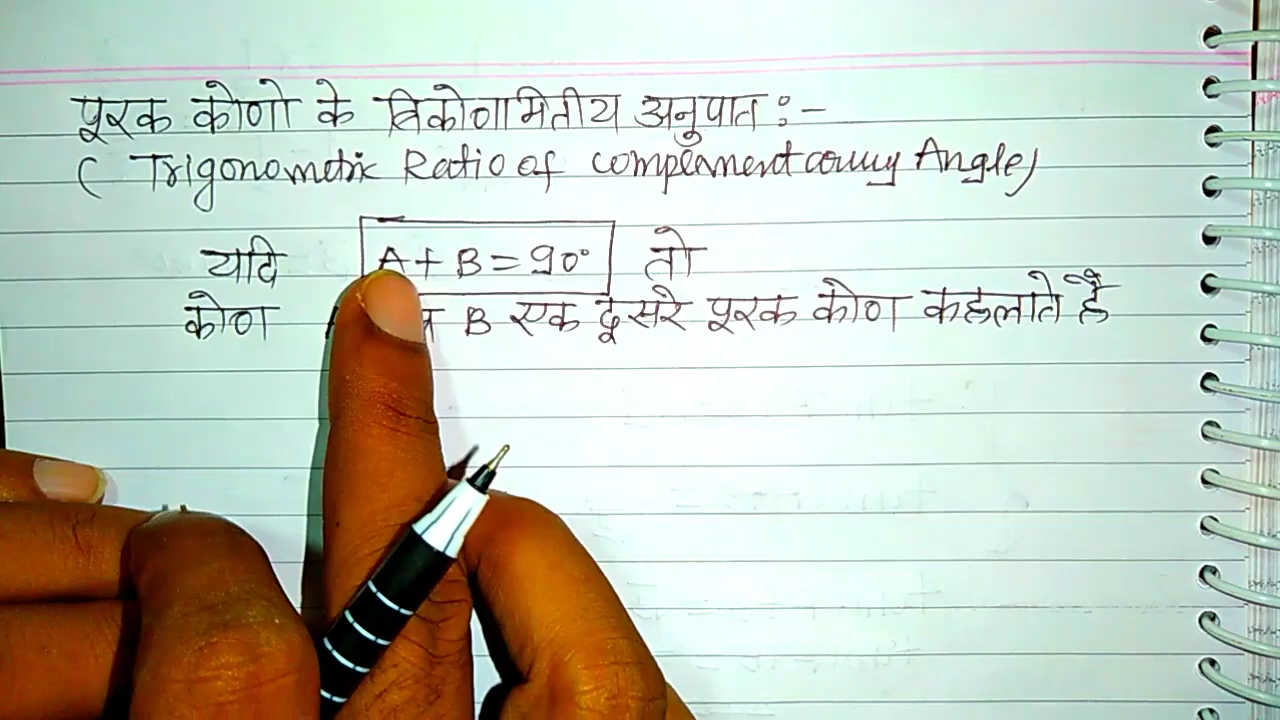 पूरक कोणो के त्रिकोणमितीय अनुपात :-
( Trigonometric Ratio of complementary Angle)
यदि A + B = 90° तो
कोण B एक दूसरे पूरक कोण कहलाते है